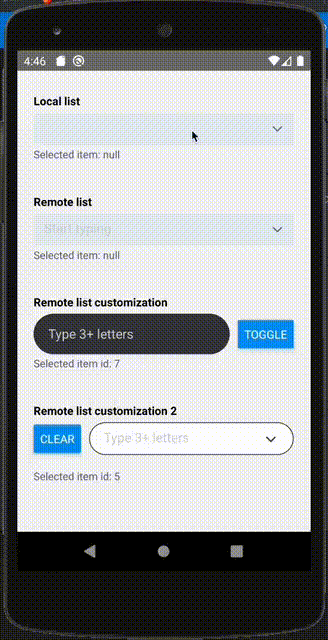 4:46
Local list
Selected item: null
Remote list
Start typing
Selected item: null
Remote list customization
Type 3+ letters
TOGGLE
Selected item id: 7
Remote list customization 2
CLEAR
Type 3+ letters
Selected item id: 5